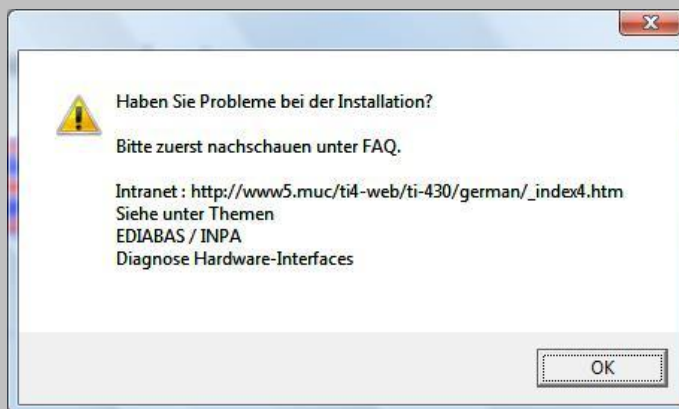 Haben Sie Probleme bei der Installation?
Bitte zuerst nachschauen unter FAQ.
Intranet : http://www5.muc/ti4-web/ti-430/german/_index4.htm
Siehe unter Themen
EDIABAS / INPA
Diagnose Hardware-Interfaces
OK